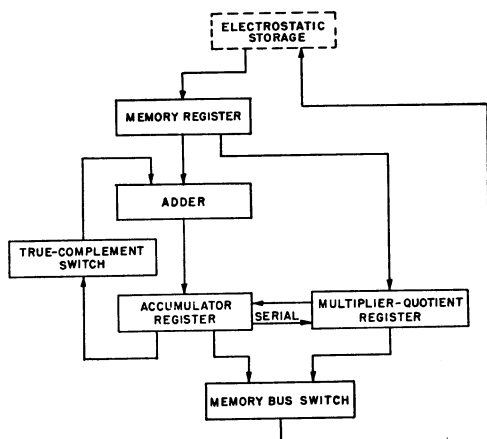 ELECTROSTATIC
STORAGE
MEMORY REGISTER
ADDER
TRUE-COMPLEMENT
SWITCH
ACCUMULATOR
REGISTER
SERIAL
MULTIPLIER-QUOTIENT
REGISTER
MEMORY BUS SWITCH